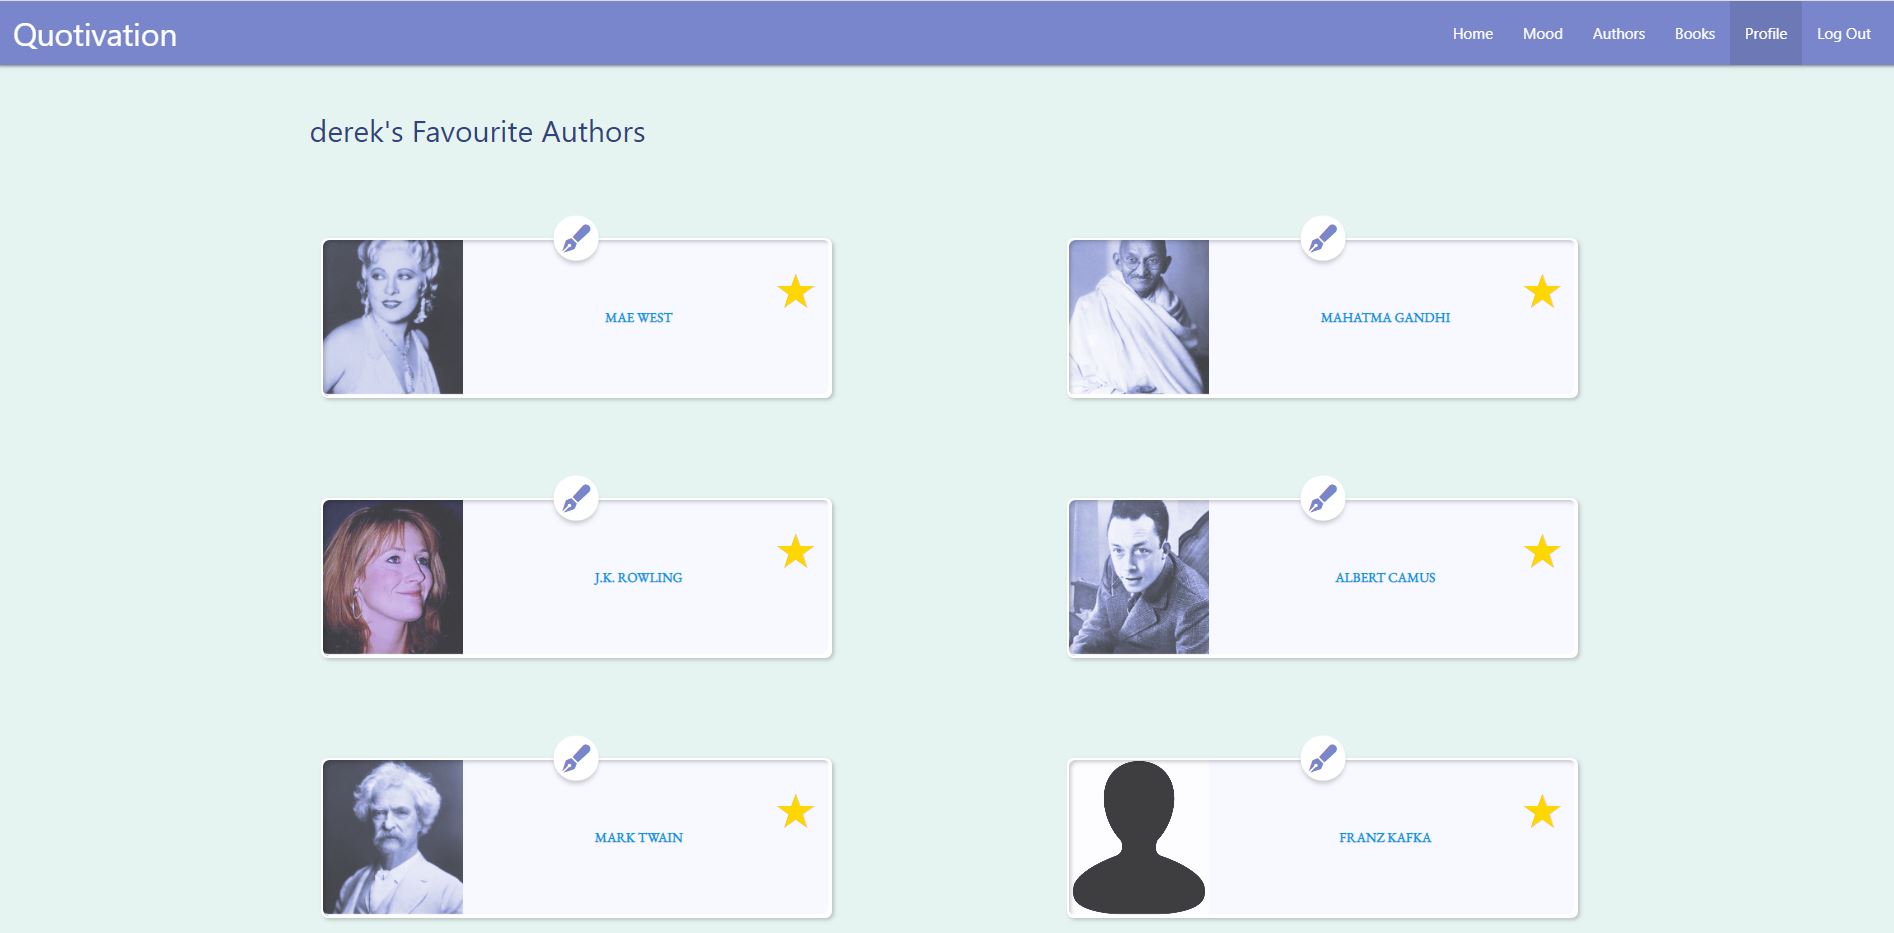 Quotivation
Home Mood Authors Books Profile Log Out
derek's Favourite Authors
MAE WEST
MAHATMA GANDHI
J.K. ROWLING
ALBERT CAMUS
MARK TWAIN
FRANZ KAFKA